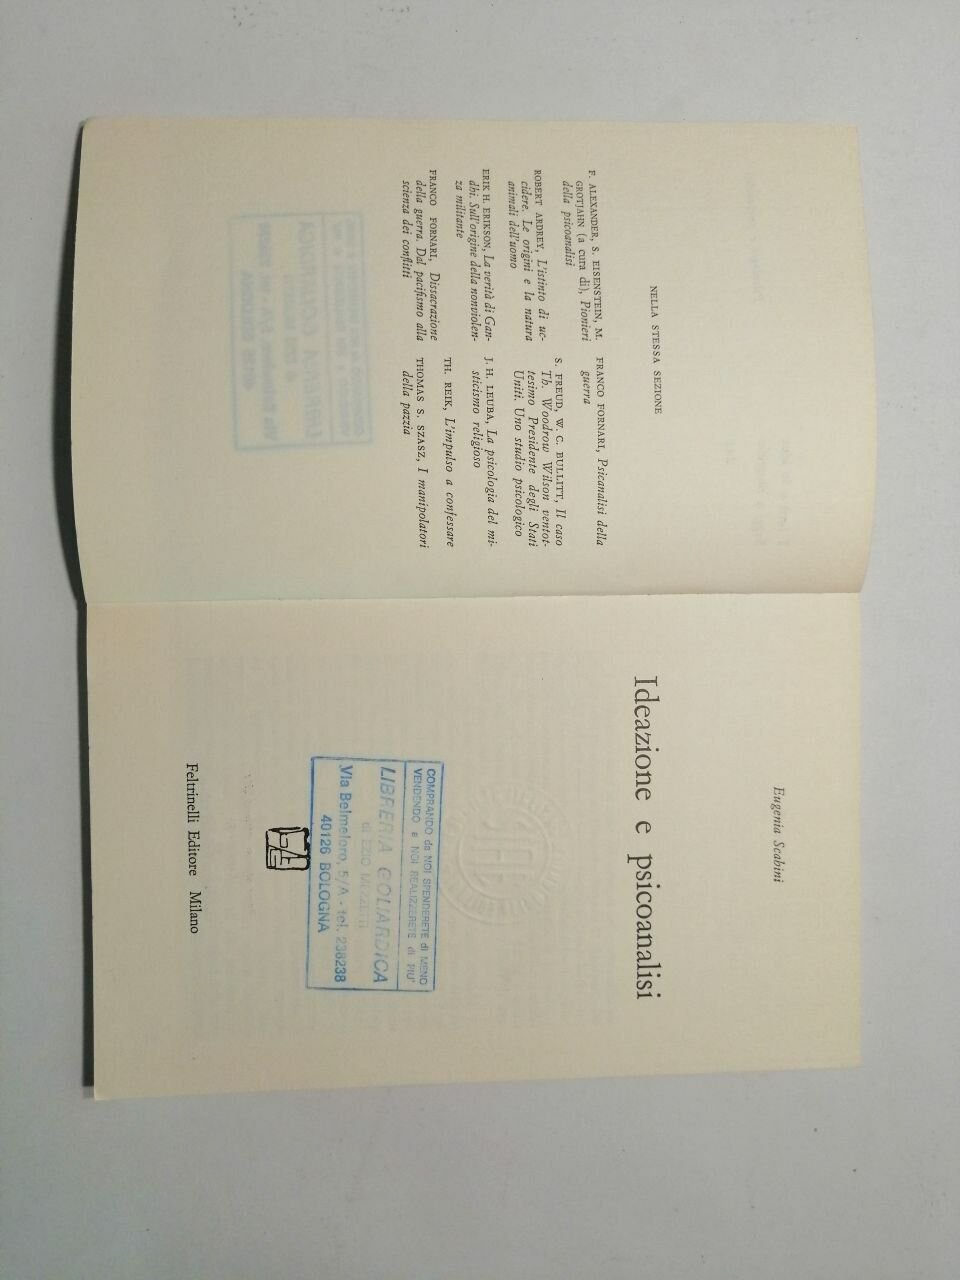 NELLA STESSA SEZIONE
F. ALEXANDER, S. EISENSTEIN, M.
GROTJAHN (a cura di), Pionieri
della psicoanalisi
ROBERT ARDREY, L'istinto di uc-
cidere. Le origini e la natura
animali dell'uomo
ERIK H. ERIKSON, La verità di Gan-
dhi. Sull'origine della nonviolen-
za militante
FRANCO FORNARI, Dissacrazione
della guerra. Dal pacifismo alla
scienza dei conflitti
FRANCO FORNARI, Psicanalisi della
guerra
S. FREUD, W. C. BULLITT, Il caso
Th. Woodrow Wilson ventot-
tesimo Presidente degli Stati
Uniti. Uno studio psicologico
J. H. LEUBA, La psicologia del mi-
sticismo religioso
TH. REIK, L'impulso a confessare
THOMAS S. SZASZ, I manipolatori
della pazzia
Eugenia Scabini
Ideazione e psicoanalisi
COMPRANDO da NOI SPENDERETE di MENO
VENDENDO a NOI REALIZZERETE di PIU'
LIBRERIA GOLIARDICA
di EZIO
Via Belmeloro, 5/A - tel. 236238
40126 BOLOGNA
Feltrinelli Editore Milano